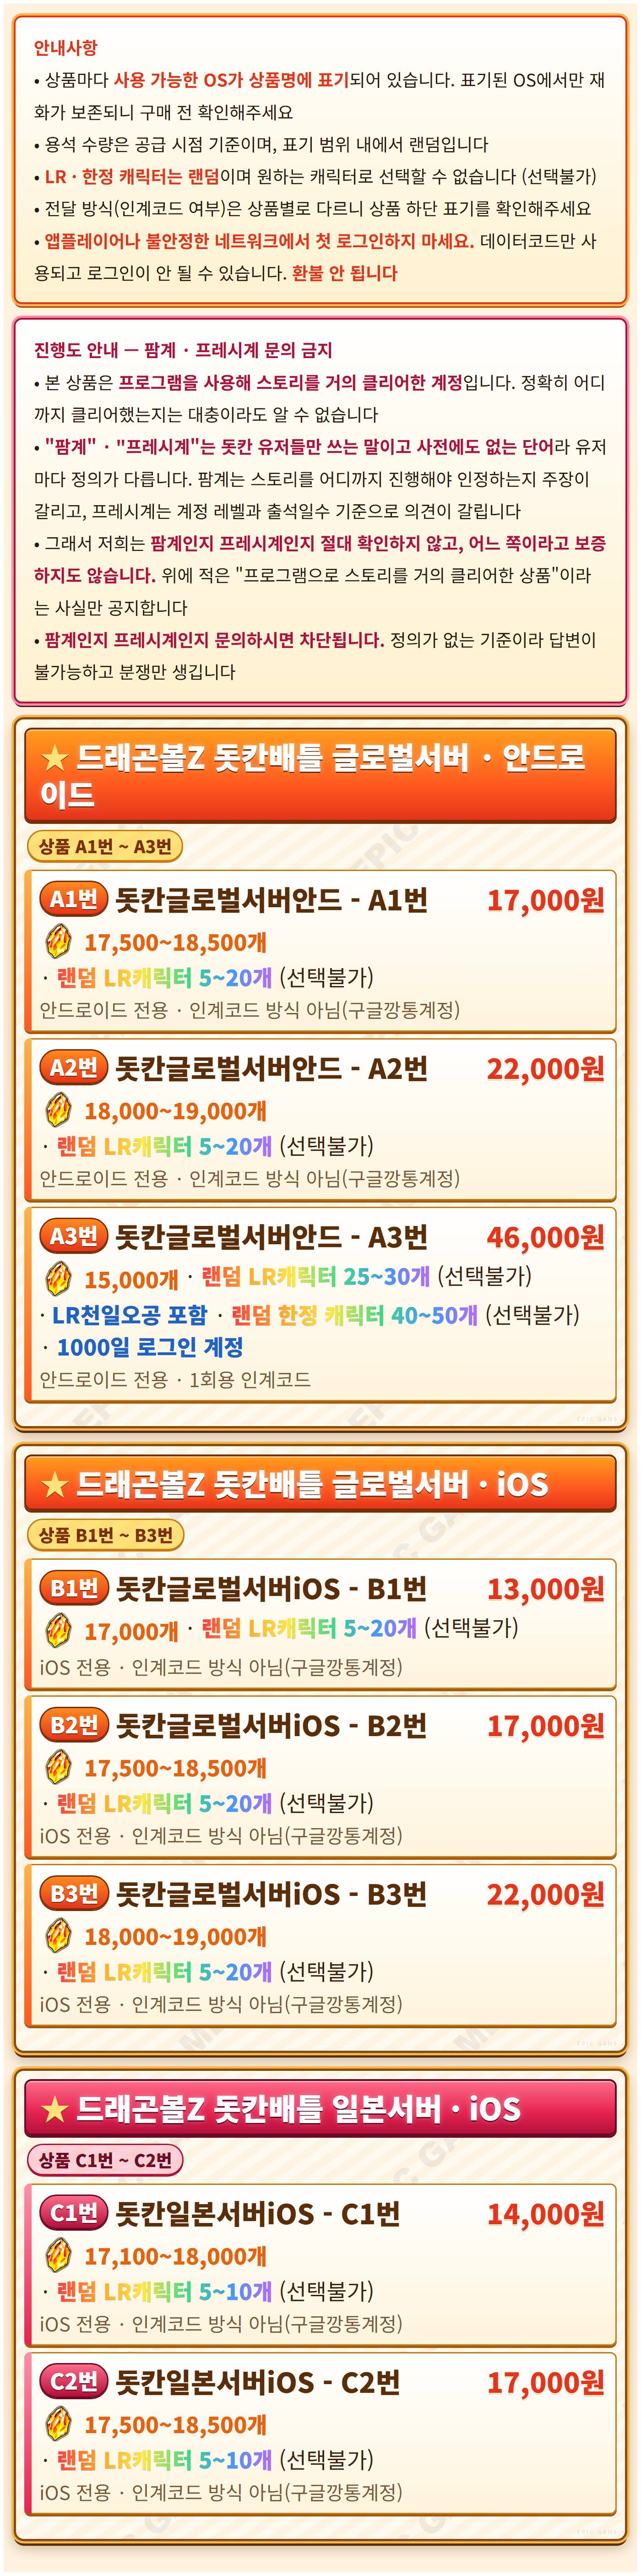 안내사항
• 상품마다 사용 가능한 OS가 상품명에 표기되어 있습니다. 표기된 OS에서만 재
화가 보존되니 구매 전 확인해주세요
• 용석 수량은 공급 시점 기준이며, 표기 범위 내에서 랜덤입니다
• LR · 한정 캐릭터는 랜덤이며 원하는 캐릭터로 선택할 수 없습니다 (선택불가)
• 전달 방식(인계코드 여부)은 상품별로 다르니 상품 하단 표기를 확인해주세요
• 앱플레이어나 불안정한 네트워크에서 첫 로그인하지 마세요. 데이터코드만 사
용되고 로그인이 안 될 수 있습니다. 환불 안 됩니다
진행도 안내 — 팜계 · 프레시계 문의 금지
• 본 상품은 프로그램을 사용해 스토리를 거의 클리어한 계정입니다. 정확히 어디
까지 클리어했는지는 대충이라도 알 수 없습니다
• "팜계" · "프레시계"는 돗칸 유저들만 쓰는 말이고 사전에도 없는 단어라 유저
마다 정의가 다릅니다. 팜계는 스토리를 어디까지 진행해야 인정하는지 주장이
갈리고, 프레시계는 계정 레벨과 출석일수 기준으로 의견이 갈립니다
• 그래서 저희는 팜계인지 프레시계인지 절대 확인하지 않고, 어느 쪽이라고 보증
하지도 않습니다. 위에 적은 "프로그램으로 스토리를 거의 클리어한 상품"이라
는 사실만 공지합니다
• 팜계인지 프레시계인지 문의하시면 차단됩니다. 정의가 없는 기준이라 답변이
불가능하고 분쟁만 생깁니다
★ 드래곤볼Z 돗칸배틀 글로벌서버 · 안드로
이드
상품 A1번 ~ A3번
A1번 돗칸글로벌서버안드 - A1번 17,000원
17,500~18,500개
· 랜덤 LR캐릭터 5~20개 (선택불가)
안드로이드 전용 · 인계코드 방식 아님(구글깡통계정)
A2번 돗칸글로벌서버안드 - A2번 22,000원
18,000~19,000개
· 랜덤 LR캐릭터 5~20개 (선택불가)
안드로이드 전용 · 인계코드 방식 아님(구글깡통계정)
A3번 돗칸글로벌서버안드 - A3번 46,000원
15,000개 · 랜덤 LR캐릭터 25~30개 (선택불가)
· LR천일오공 포함 · 랜덤 한정 캐릭터 40~50개 (선택불가)
· 1000일 로그인 계정
안드로이드 전용 · 1회용 인계코드
★ 드래곤볼Z 돗칸배틀 글로벌서버 · iOS
상품 B1번 ~ B3번
B1번 돗칸글로벌서버iOS - B1번 13,000원
17,000개 · 랜덤 LR캐릭터 5~20개 (선택불가)
iOS 전용 · 인계코드 방식 아님(구글깡통계정)
B2번 돗칸글로벌서버iOS - B2번 17,000원
17,500~18,500개
· 랜덤 LR캐릭터 5~20개 (선택불가)
iOS 전용 · 인계코드 방식 아님(구글깡통계정)
B3번 돗칸글로벌서버iOS - B3번 22,000원
18,000~19,000개
· 랜덤 LR캐릭터 5~20개 (선택불가)
iOS 전용 · 인계코드 방식 아님(구글깡통계정)
★ 드래곤볼Z 돗칸배틀 일본서버 · iOS
상품 C1번 ~ C2번
C1번 돗칸일본서버iOS - C1번 14,000원
17,100~18,000개
· 랜덤 LR캐릭터 5~10개 (선택불가)
iOS 전용 · 인계코드 방식 아님(구글깡통계정)
C2번 돗칸일본서버iOS - C2번 17,000원
17,500~18,500개
· 랜덤 LR캐릭터 5~10개 (선택불가)
iOS 전용 · 인계코드 방식 아님(구글깡통계정)